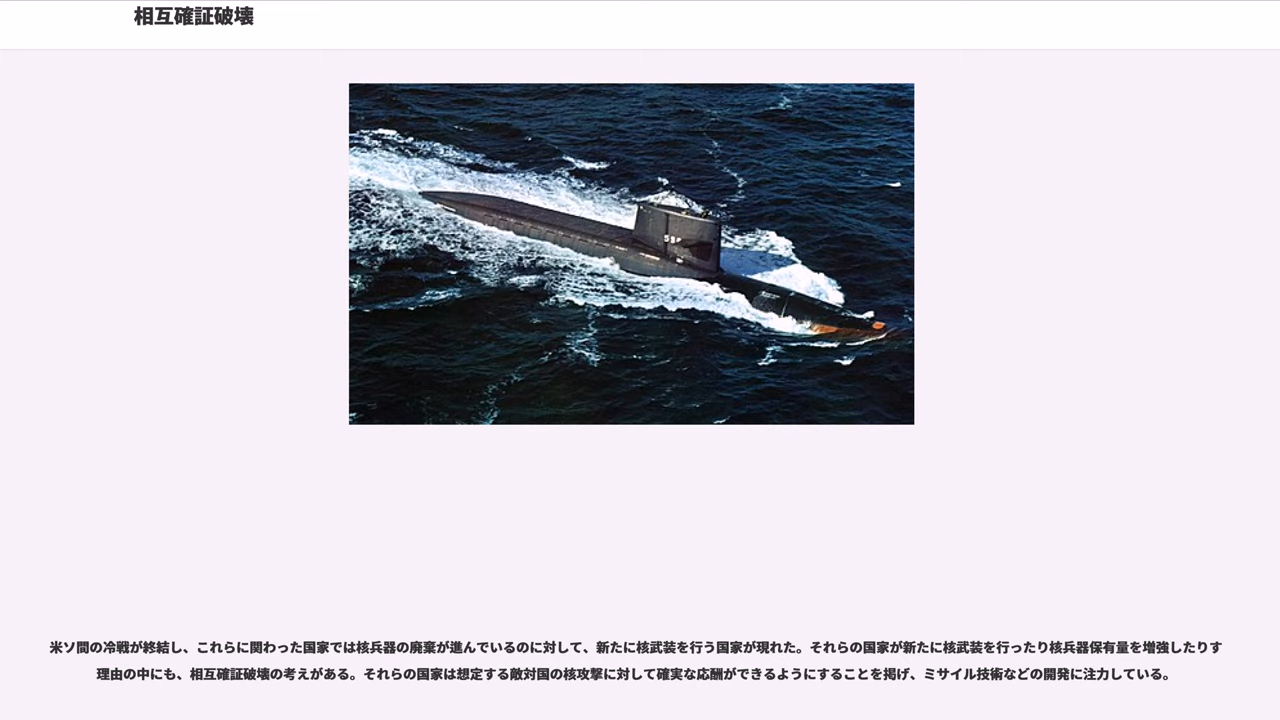 相互確証破壊
米ソ間の冷戦が終結し、これらに関わった国家では核兵器の廃棄が進んでいるのに対して、新たに核武装を行う国家が現れた。それらの国家が新たに核武装を行ったり核兵器保有量を増強したりす
理由の中にも、相互確証破壊の考えがある。それらの国家は想定する敵対国の核攻撃に対して確実な応酬ができるようにすることを掲げ、ミサイル技術などの開発に注力している。